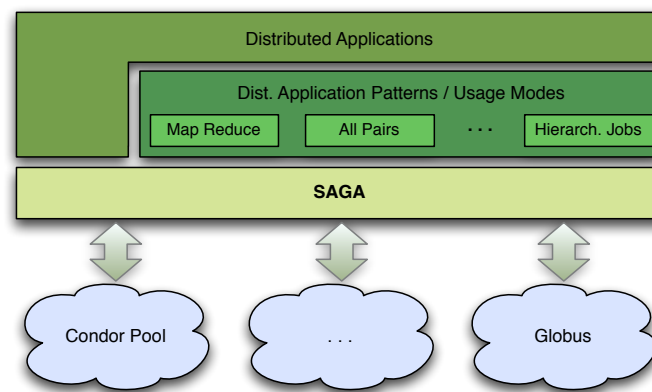 Distributed Applications
Dist. Application Patterns / Usage Modes
Map Reduce All Pairs . . . Hierarch. Jobs
SAGA
Condor Pool . . . Globus